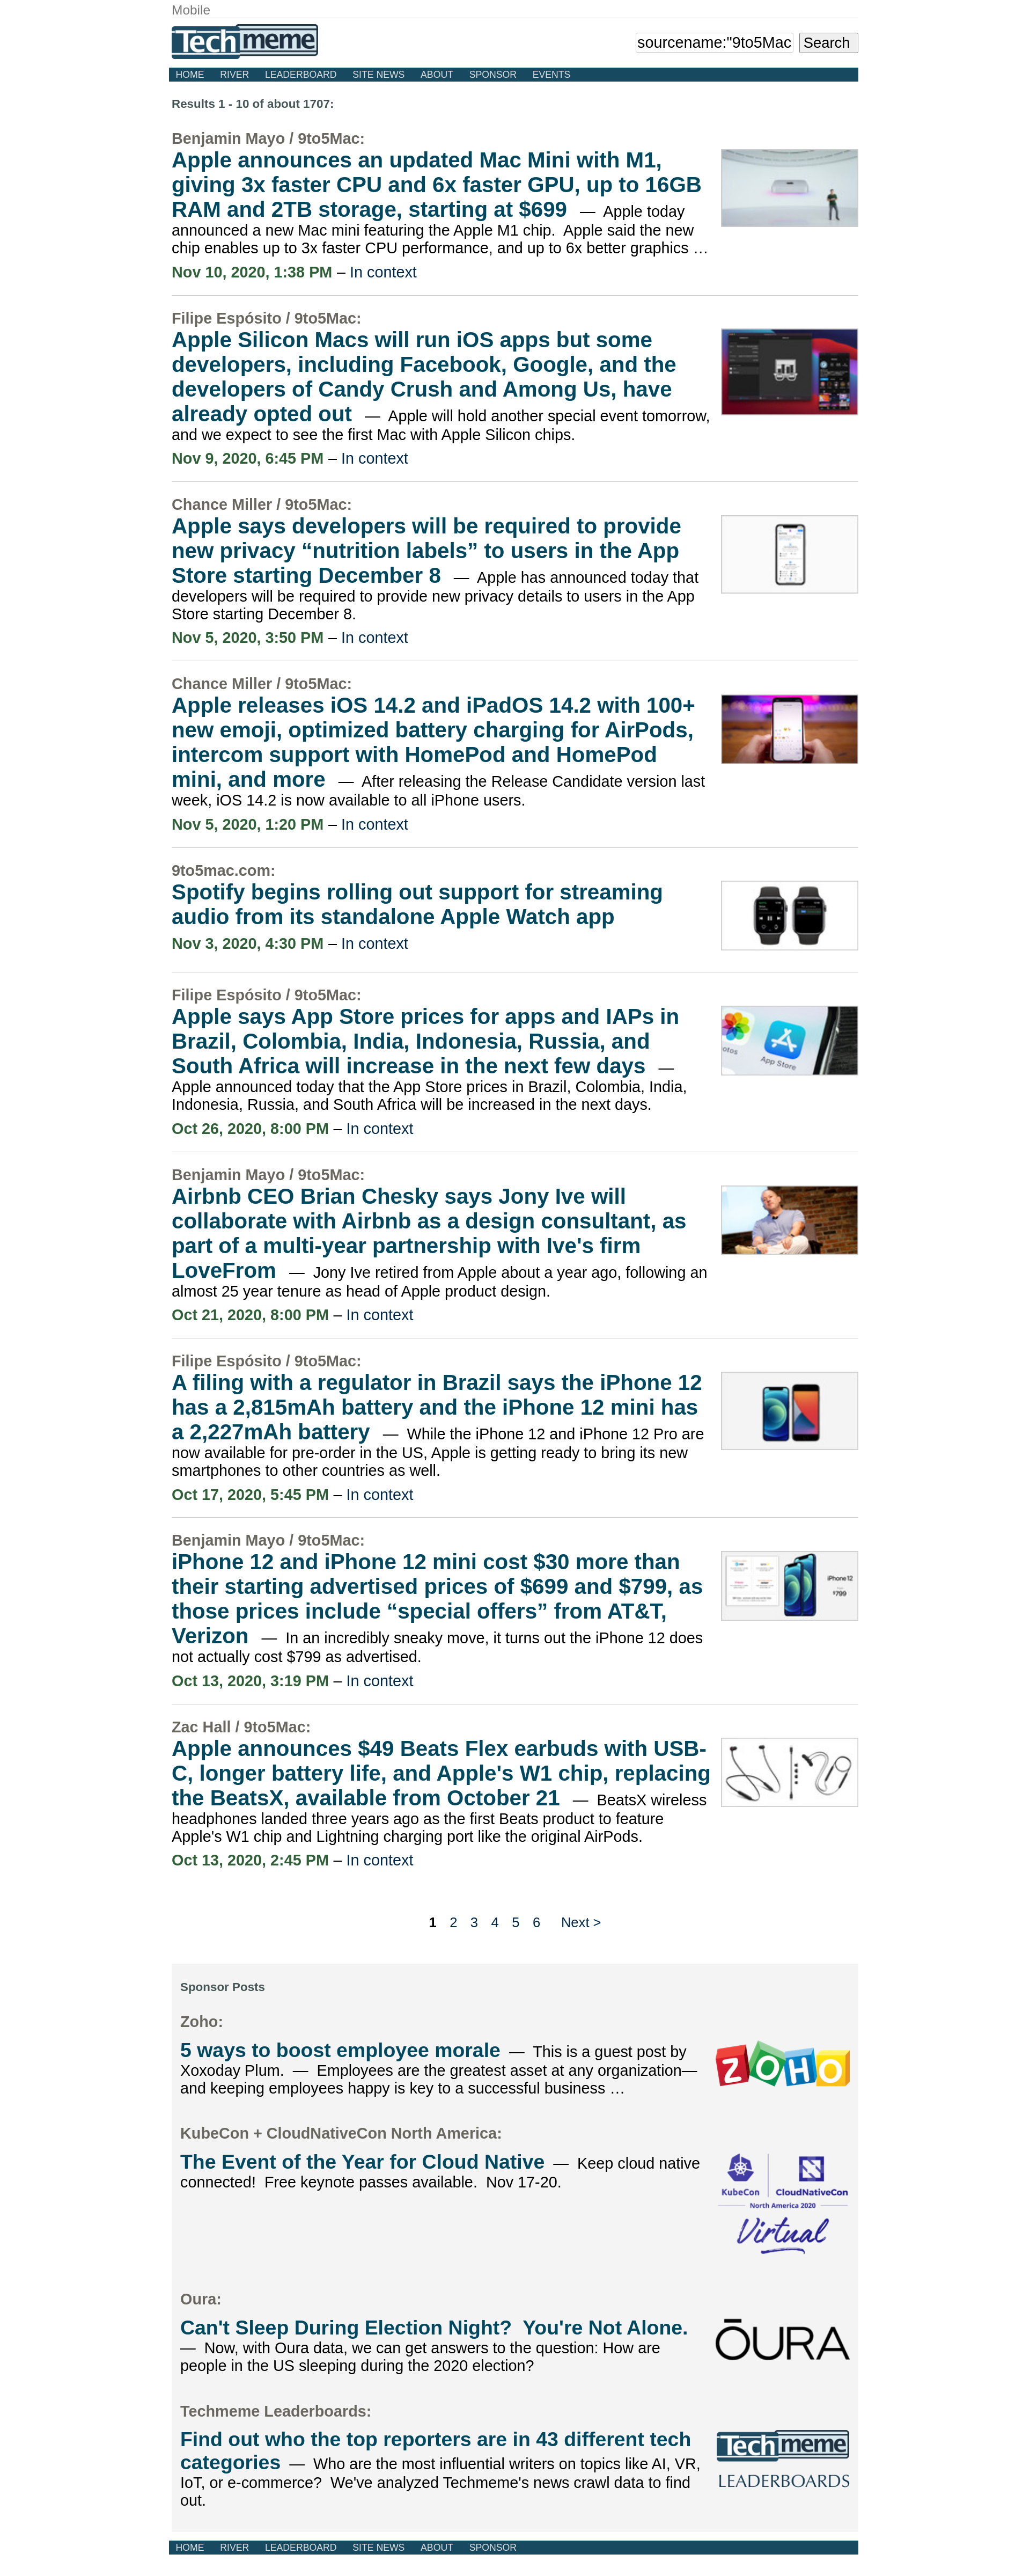 Mobile
Techmeme
sourcename:"9to5Mac
Search
HOME RIVER LEADERBOARD SITE NEWS ABOUT SPONSOR EVENTS
Results 1 - 10 of about 1707:
Benjamin Mayo / 9to5Mac:
Apple announces an updated Mac Mini with M1,
giving 3x faster CPU and 6x faster GPU, up to 16GB
RAM and 2TB storage, starting at $699 — Apple today
announced a new Mac mini featuring the Apple M1 chip. Apple said the new
chip enables up to 3x faster CPU performance, and up to 6x better graphics …
Nov 10, 2020, 1:38 PM – In context
Filipe Espósito / 9to5Mac:
Apple Silicon Macs will run iOS apps but some
developers, including Facebook, Google, and the
developers of Candy Crush and Among Us, have
already opted out — Apple will hold another special event tomorrow,
and we expect to see the first Mac with Apple Silicon chips.
Nov 9, 2020, 6:45 PM – In context
Chance Miller / 9to5Mac:
Apple says developers will be required to provide
new privacy “nutrition labels” to users in the App
Store starting December 8 — Apple has announced today that
developers will be required to provide new privacy details to users in the App
Store starting December 8.
Nov 5, 2020, 3:50 PM – In context
Chance Miller / 9to5Mac:
Apple releases iOS 14.2 and iPadOS 14.2 with 100+
new emoji, optimized battery charging for AirPods,
intercom support with HomePod and HomePod
mini, and more — After releasing the Release Candidate version last
week, iOS 14.2 is now available to all iPhone users.
Nov 5, 2020, 1:20 PM – In context
9to5mac.com:
Spotify begins rolling out support for streaming
audio from its standalone Apple Watch app
Nov 3, 2020, 4:30 PM – In context
Filipe Espósito / 9to5Mac:
Apple says App Store prices for apps and IAPs in
Brazil, Colombia, India, Indonesia, Russia, and
South Africa will increase in the next few days —
Apple announced today that the App Store prices in Brazil, Colombia, India,
Indonesia, Russia, and South Africa will be increased in the next days.
Oct 26, 2020, 8:00 PM – In context
otos
App Store
Benjamin Mayo / 9to5Mac:
Airbnb CEO Brian Chesky says Jony Ive will
collaborate with Airbnb as a design consultant, as
part of a multi-year partnership with Ive's firm
LoveFrom — Jony Ive retired from Apple about a year ago, following an
almost 25 year tenure as head of Apple product design.
Oct 21, 2020, 8:00 PM – In context
Filipe Espósito / 9to5Mac:
A filing with a regulator in Brazil says the iPhone 12
has a 2,815mAh battery and the iPhone 12 mini has
a 2,227mAh battery — While the iPhone 12 and iPhone 12 Pro are
now available for pre-order in the US, Apple is getting ready to bring its new
smartphones to other countries as well.
Oct 17, 2020, 5:45 PM – In context
Benjamin Mayo / 9to5Mac:
iPhone 12 and iPhone 12 mini cost $30 more than
their starting advertised prices of $699 and $799, as
those prices include “special offers” from AT&T,
Verizon — In an incredibly sneaky move, it turns out the iPhone 12 does
not actually cost $799 as advertised.
Oct 13, 2020, 3:19 PM – In context
iPhone 12
$799
Zac Hall / 9to5Mac:
Apple announces $49 Beats Flex earbuds with USB-
C, longer battery life, and Apple's W1 chip, replacing
the BeatsX, available from October 21 — BeatsX wireless
headphones landed three years ago as the first Beats product to feature
Apple's W1 chip and Lightning charging port like the original AirPods.
Oct 13, 2020, 2:45 PM – In context
1 2 3 4 5 6 Next >
Sponsor Posts
Zoho:
5 ways to boost employee morale — This is a guest post by
Xoxoday Plum. — Employees are the greatest asset at any organization—
and keeping employees happy is key to a successful business …
ZOHO
KubeCon + CloudNativeCon North America:
The Event of the Year for Cloud Native — Keep cloud native
connected! Free keynote passes available. Nov 17-20.
KubeCon CloudNativeCon
North America 2020
Virtual
Oura:
Can't Sleep During Election Night? You're Not Alone.
— Now, with Oura data, we can get answers to the question: How are
people in the US sleeping during the 2020 election?
ŌURA
Techmeme Leaderboards:
Find out who the top reporters are in 43 different tech
categories — Who are the most influential writers on topics like AI, VR,
IoT, or e-commerce? We've analyzed Techmeme's news crawl data to find
out.
Techmeme
LEADERBOARDS
HOME RIVER LEADERBOARD SITE NEWS ABOUT SPONSOR